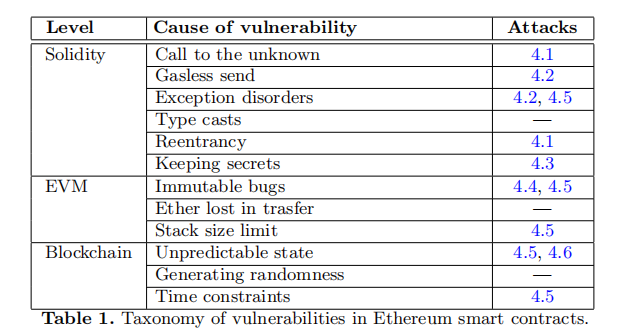 Level Cause of vulnerability Attacks
Solidity Call to the unknown 4.1
Gasless send 4.2
Exception disorders 4.2, 4.5
Type casts —
Reentrancy 4.1
Keeping secrets 4.3
EVM Immutable bugs 4.4, 4.5
Ether lost in trasfer —
Stack size limit 4.5
Blockchain Unpredictable state 4.5, 4.6
Generating randomness —
Time constraints 4.5
Table 1. Taxonomy of vulnerabilities in Ethereum smart contracts.